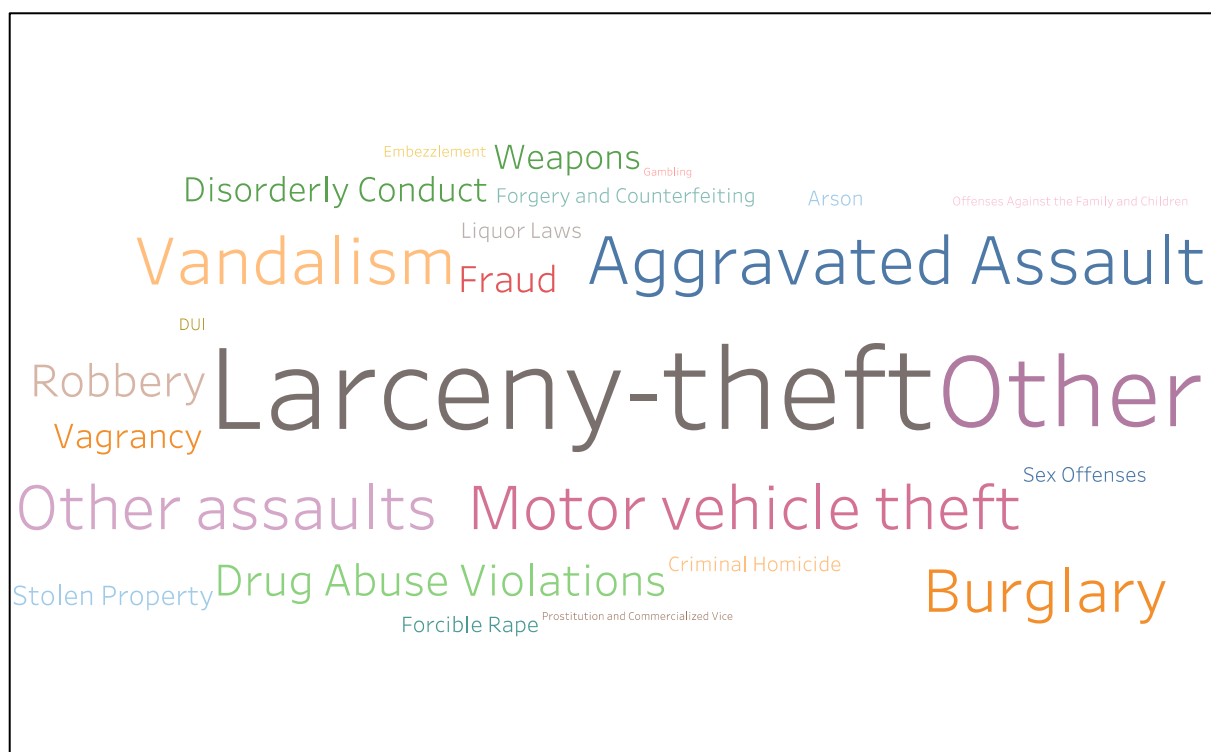 Embezzlement
Weapons
Gambling
Disorderly Conduct
Forgery and Counterfeiting
Arson
Offenses Against the Family and Children
Liquor Laws
Vandalism
Fraud
Aggravated Assault
DUI
Robbery
Larceny-theft
Other
Vagrancy
Sex Offenses
Other assaults
Motor vehicle theft
Criminal Homicide
Drug Abuse Violations
Burglary
Stolen Property
Prostitution and Commercialized Vice
Forcible Rape